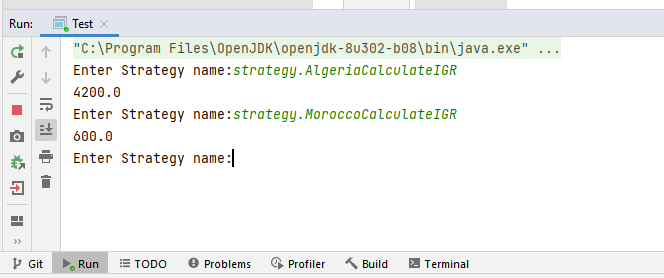 Run: Test
"C:\Program Files\OpenJDK\openjdk-8u302-b08\bin\java.exe" ...
Enter Strategy name:strategy.AlgeriaCalculateIGR
4200.0
Enter Strategy name:strategy.MoroccoCalculateIGR
600.0
Enter Strategy name:
Git Run TODO Problems Profiler Build Terminal